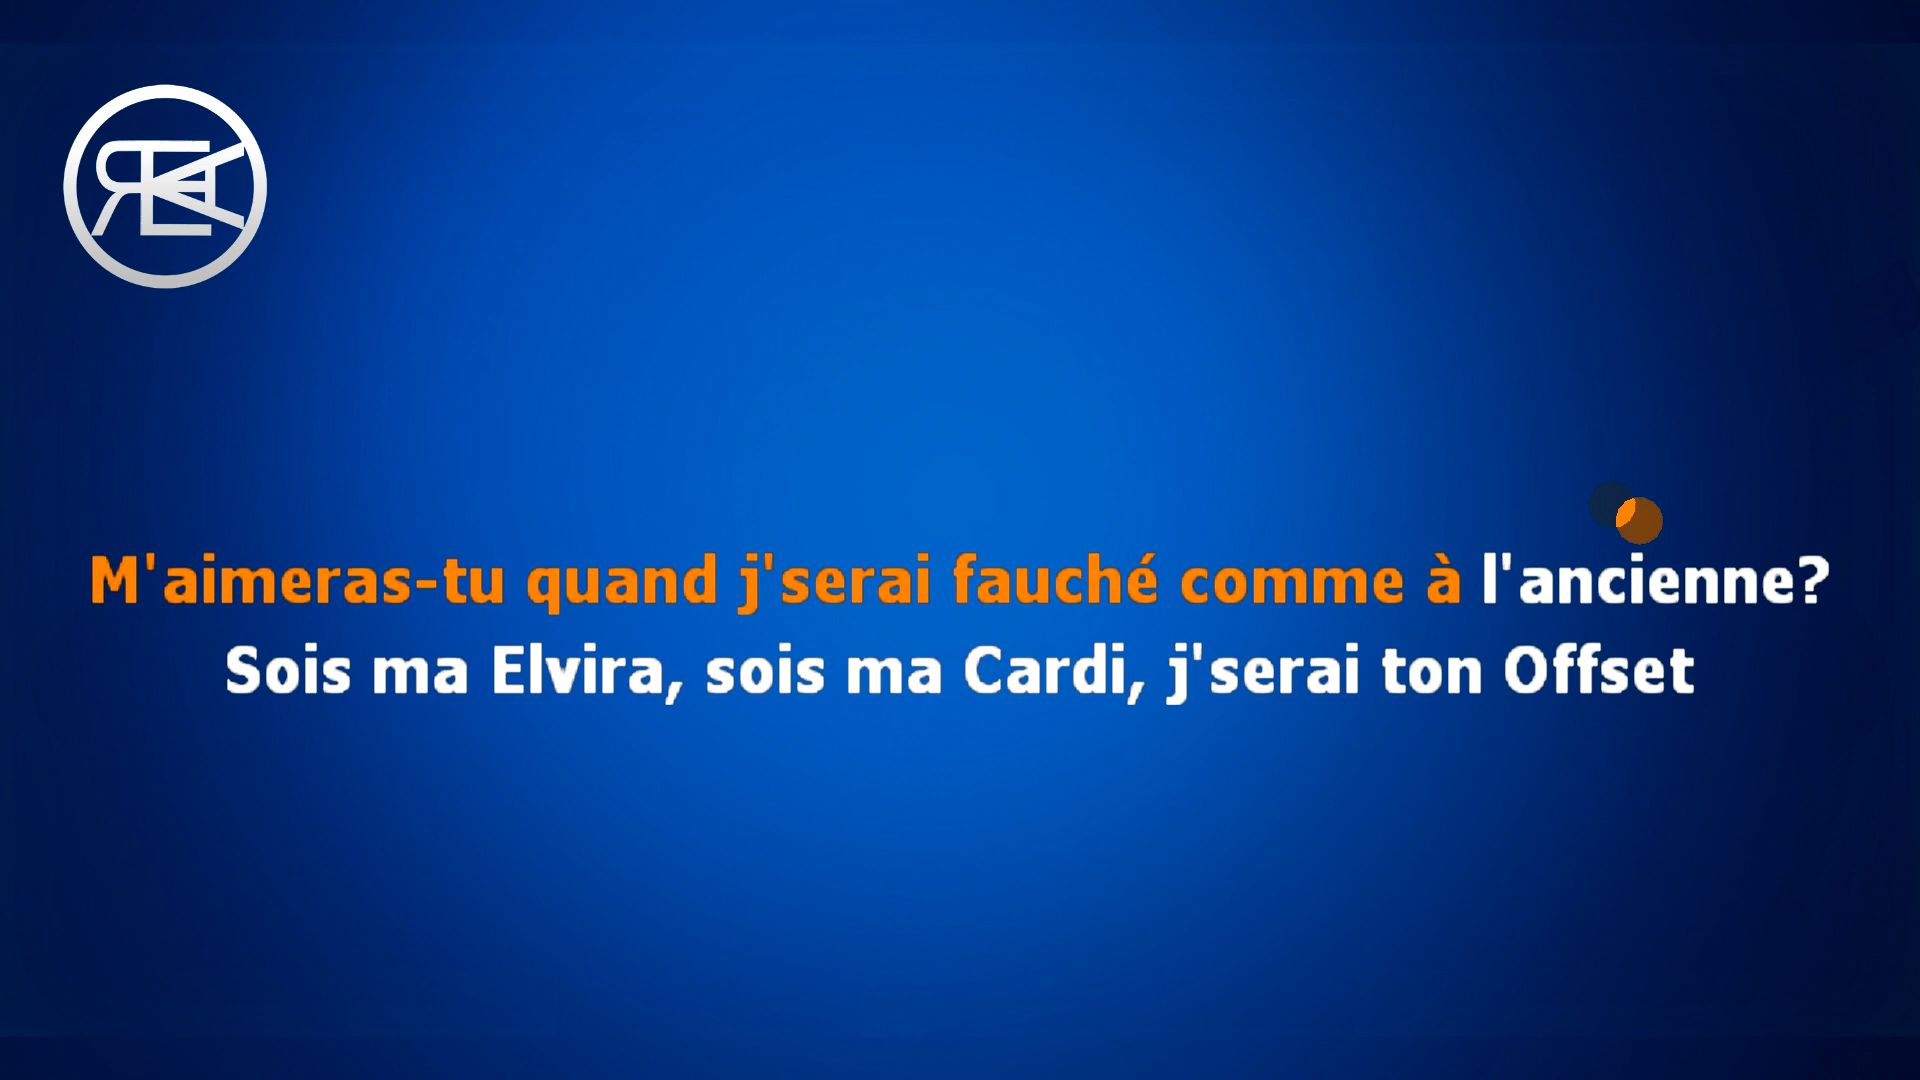 M'aimeras-tu quand j'serai fauché comme à l'ancienne?
Sois ma Elvira, sois ma Cardi, j'serai ton Offset